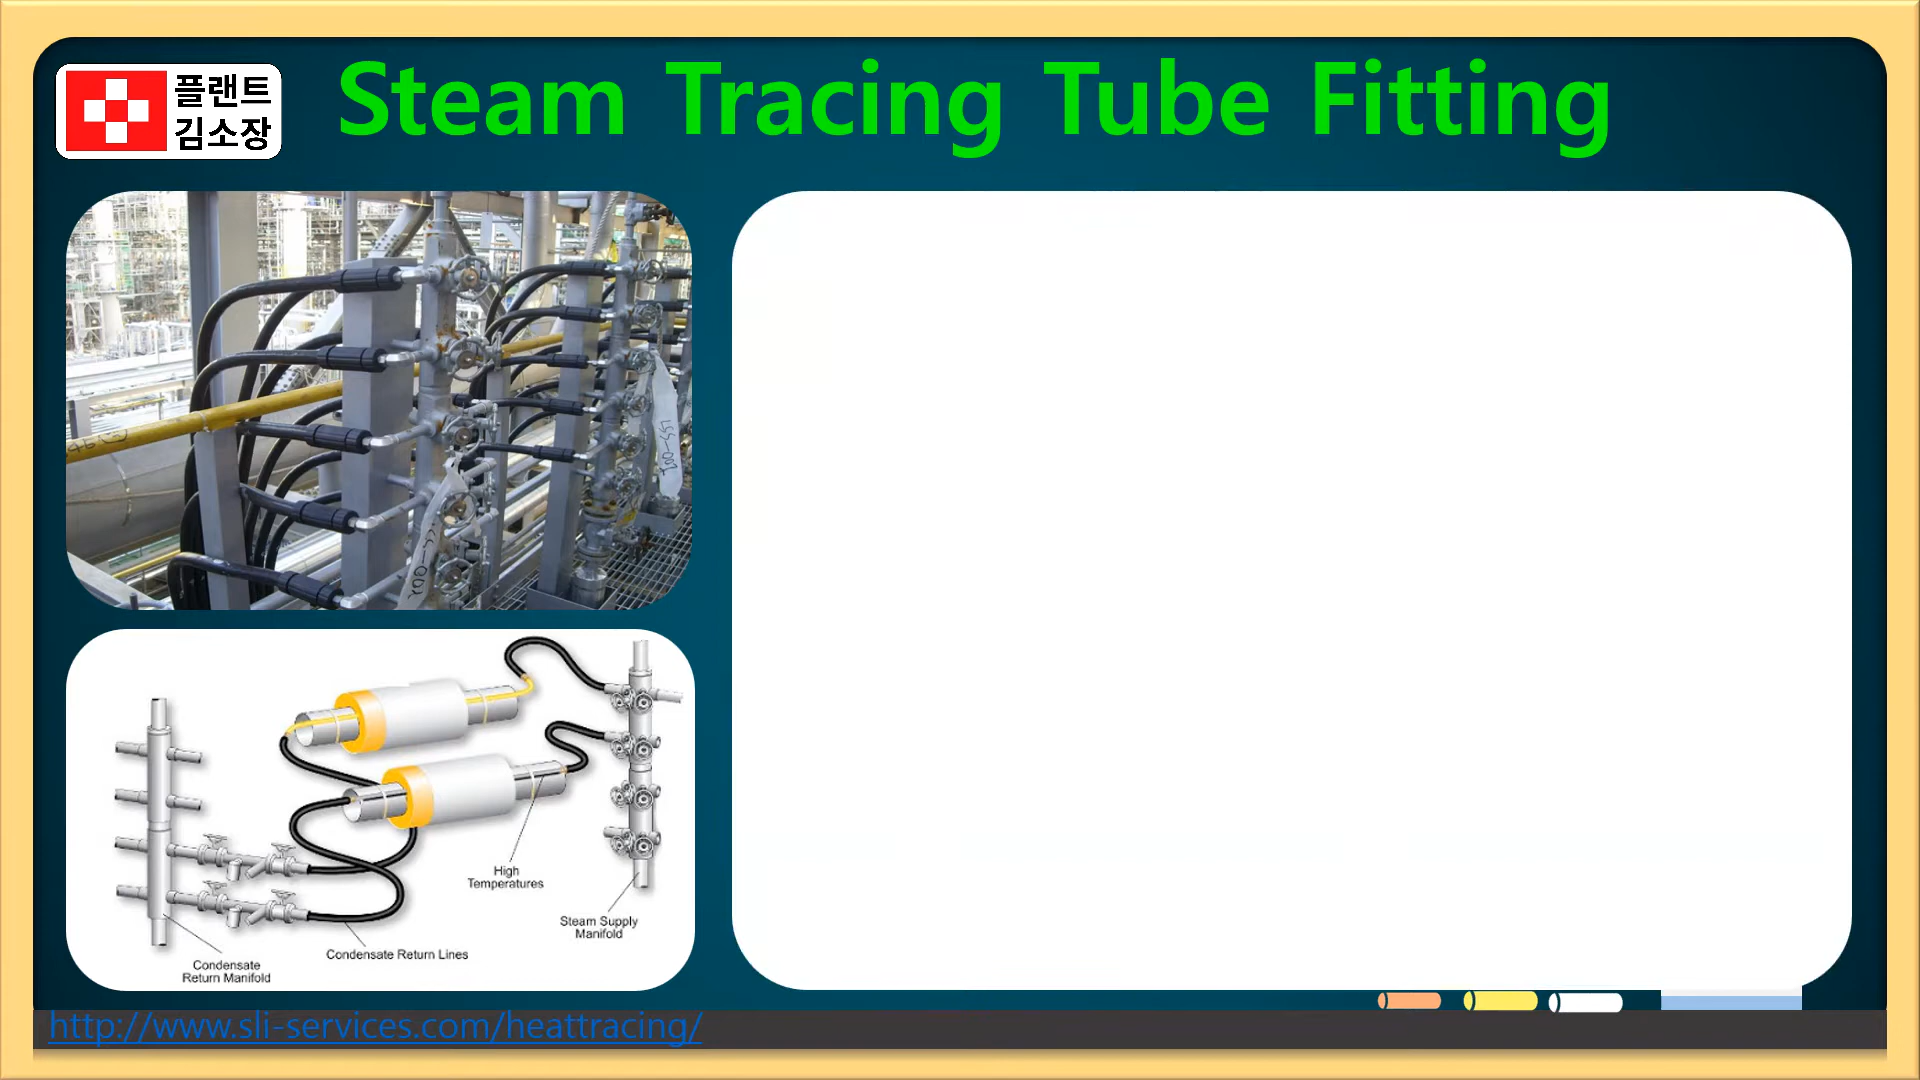 플랜트
김소장
Steam Tracing Tube Fitting
High
Temperatures
Steam Supply
Manifold
Condensate Return Lines
Condensate
Return Manifold
http://www.sli-services.com/heattracing/